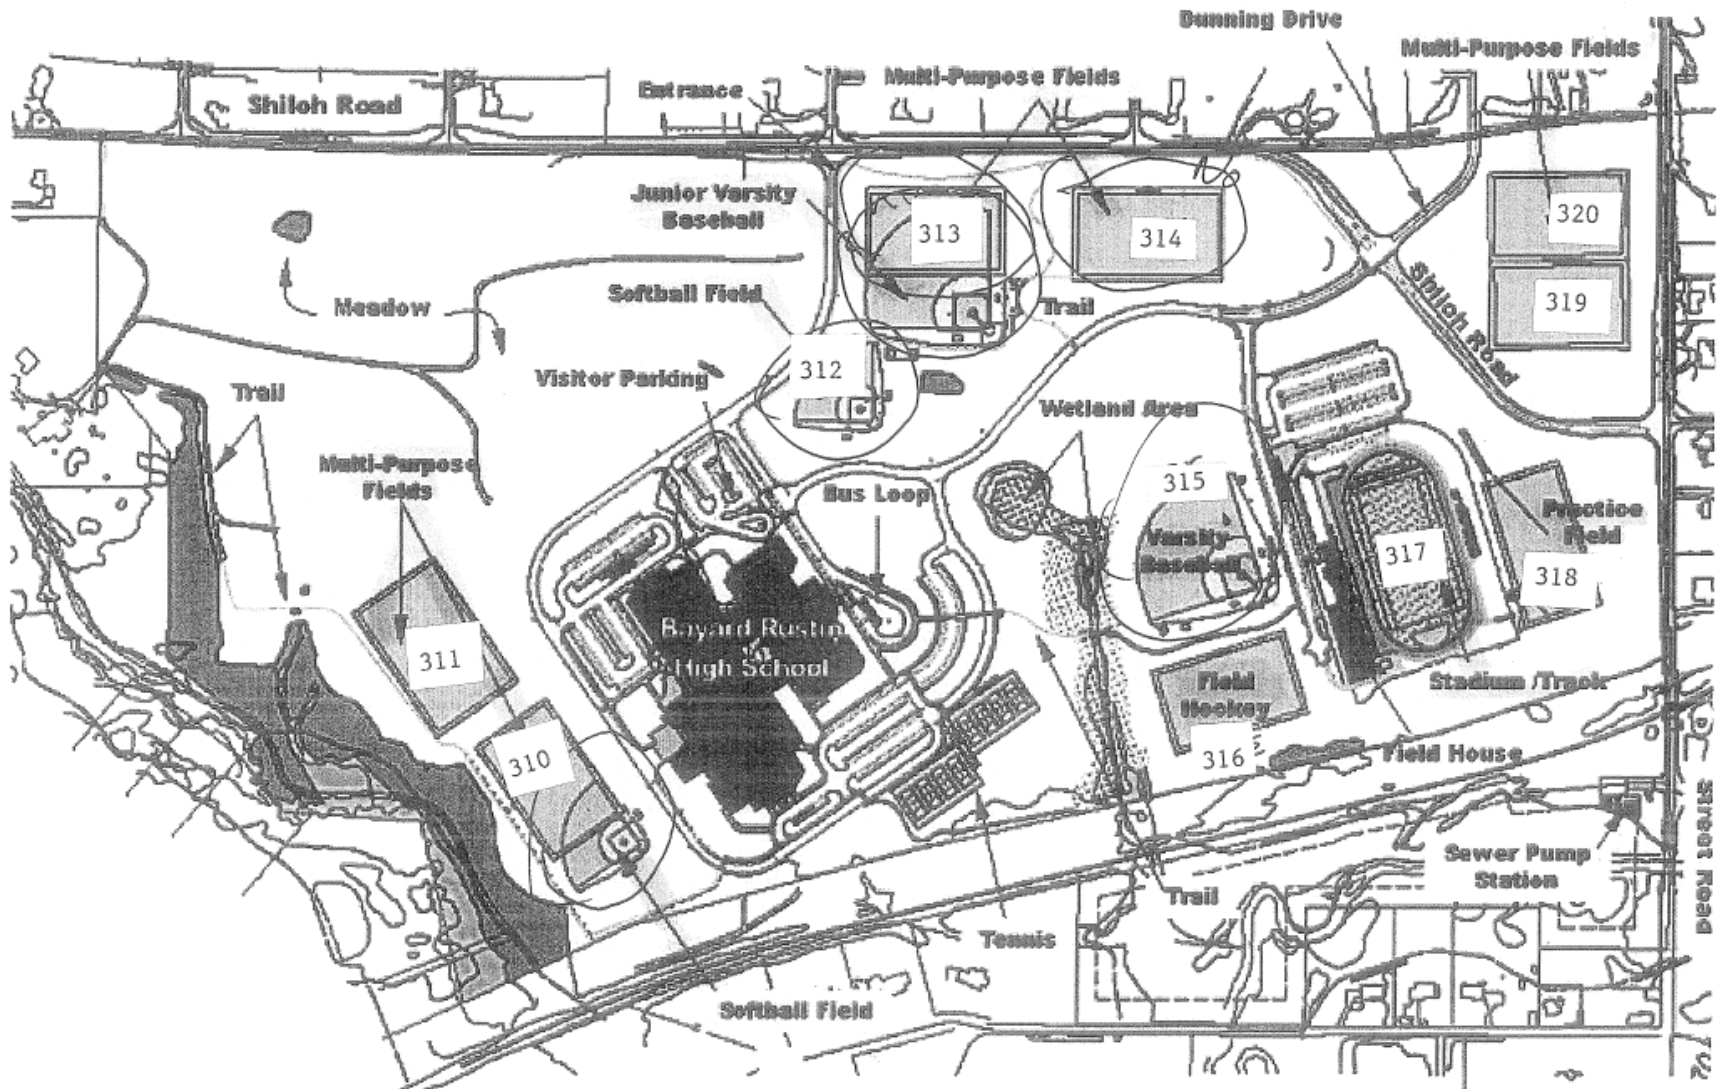 Dunning Drive
Multi-Purpose Fields
Multi-Purpose Fields
Entrance
Shiloh Road
No
Junior Varsity
Baseball
313
314
320
319
Softball Field
Trail
Meadow
Shiloh Road
312
Visitor Parking
Trail
Wetland Area
Multi-Purpose
Fields
Bus Loop
315
Varsity
Baseball
Practice
Field
317
318
311
Bayard Rustin
High School
Field
Hockey
Stadium/Track
316
310
Field House
Street Road
Sewer Pump
Station
Trail
Tennis
Softball Field